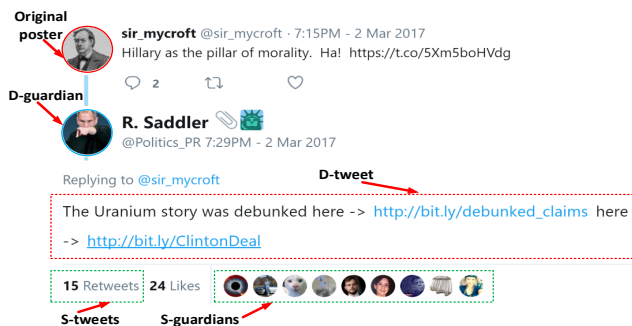 Original
poster
sir_mycroft @sir_mycroft · 7:15PM - 2 Mar 2017
Hillary as the pillar of morality. Ha! https://t.co/5Xm5boHVdg
2
D-guardian
R. Saddler
@Politics_PR 7:29PM - 2 Mar 2017
Replying to @sir_mycroft
D-tweet
The Uranium story was debunked here -> http://bit.ly/debunked_claims here
-> http://bit.ly/ClintonDeal
15 Retweets 24 Likes
S-tweets
S-guardians